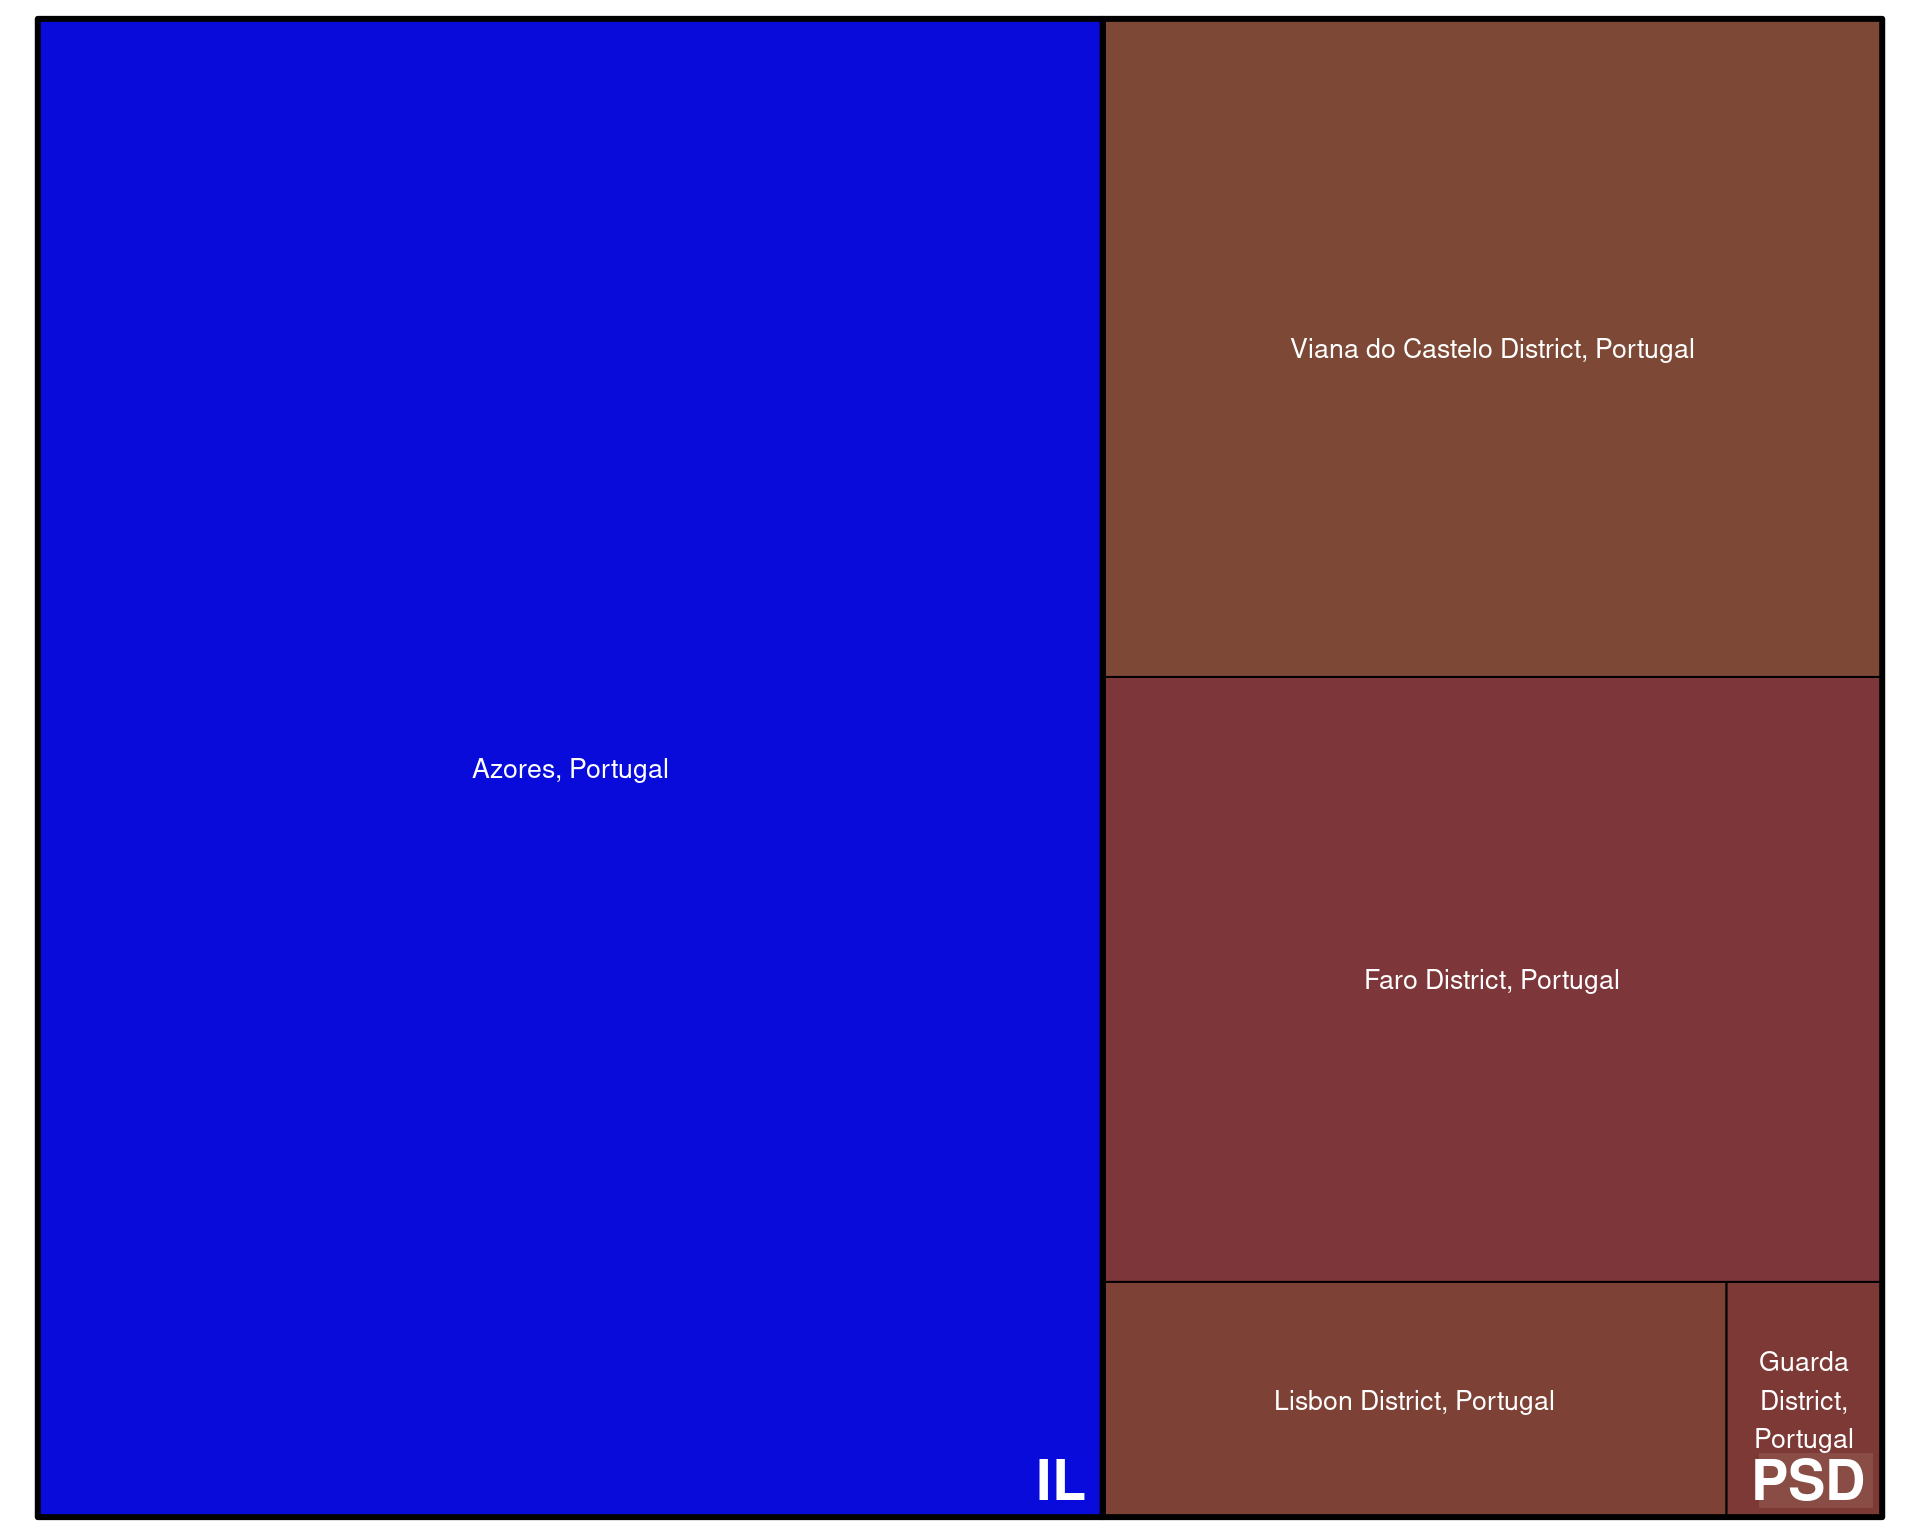 Azores, Portugal
IL
Viana do Castelo District, Portugal
Faro District, Portugal
Lisbon District, Portugal
Guarda
District,
Portugal
PSD